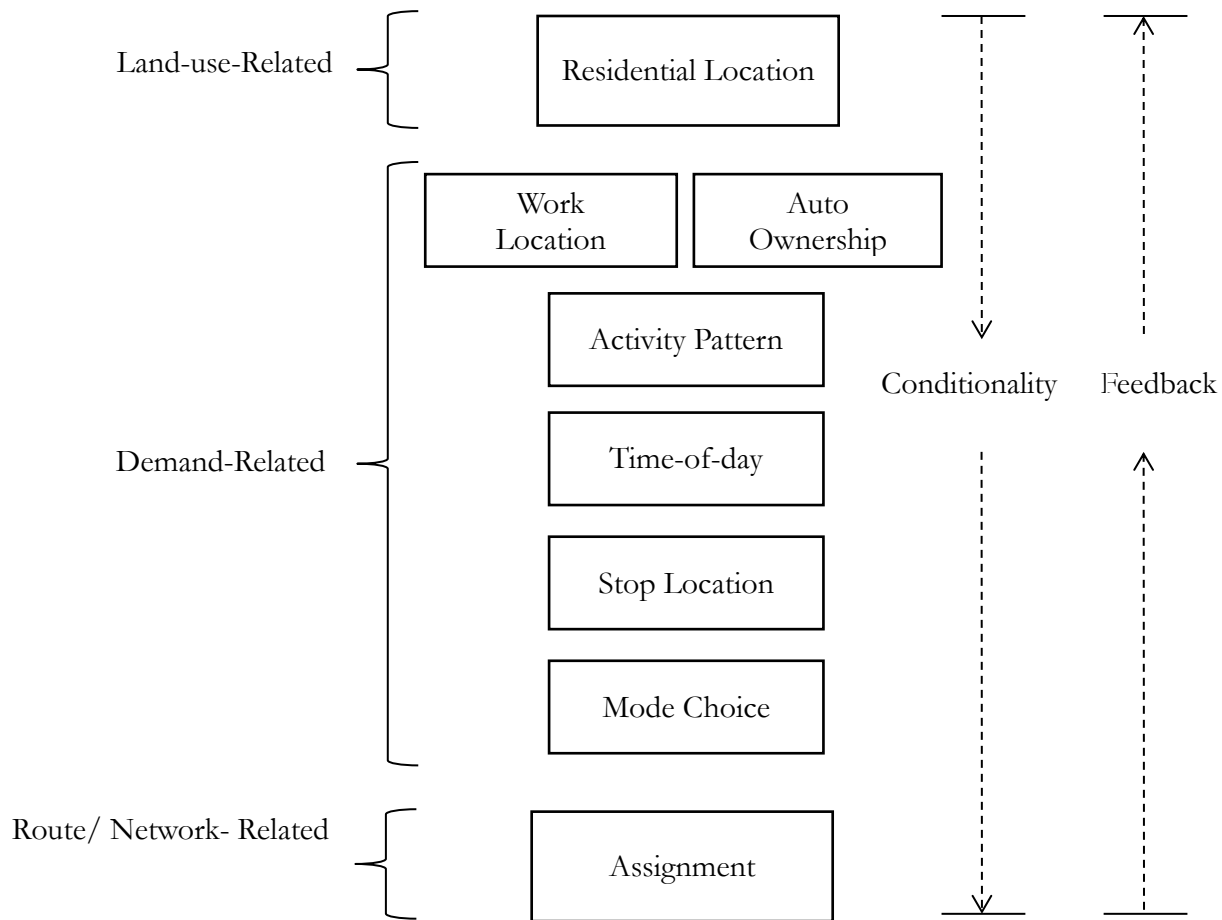 Land-use-Related
Residential Location
Work
Location
Auto
Ownership
Activity Pattern
Conditionality
Feedback
Demand-Related
Time-of-day
Stop Location
Mode Choice
Route/ Network- Related
Assignment